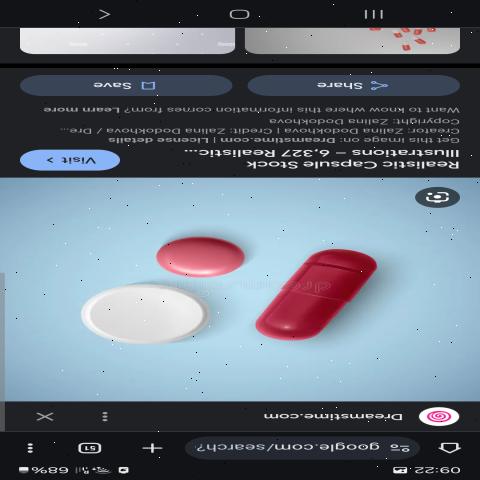 09:22
68%
google.com/search?
51
Dreamstime.com
dreamstime
Realistic Capsule Stock
Illustrations – 6,327 Realistic...
Visit >
Get this image on: Dreamstime.com | License details
Creator: Zalina Dodokhova | Credit: Zalina Dodokhova / Dre...
Copyright: Zalina Dodokhova
Want to know where this information comes from? Learn more
Share
Save